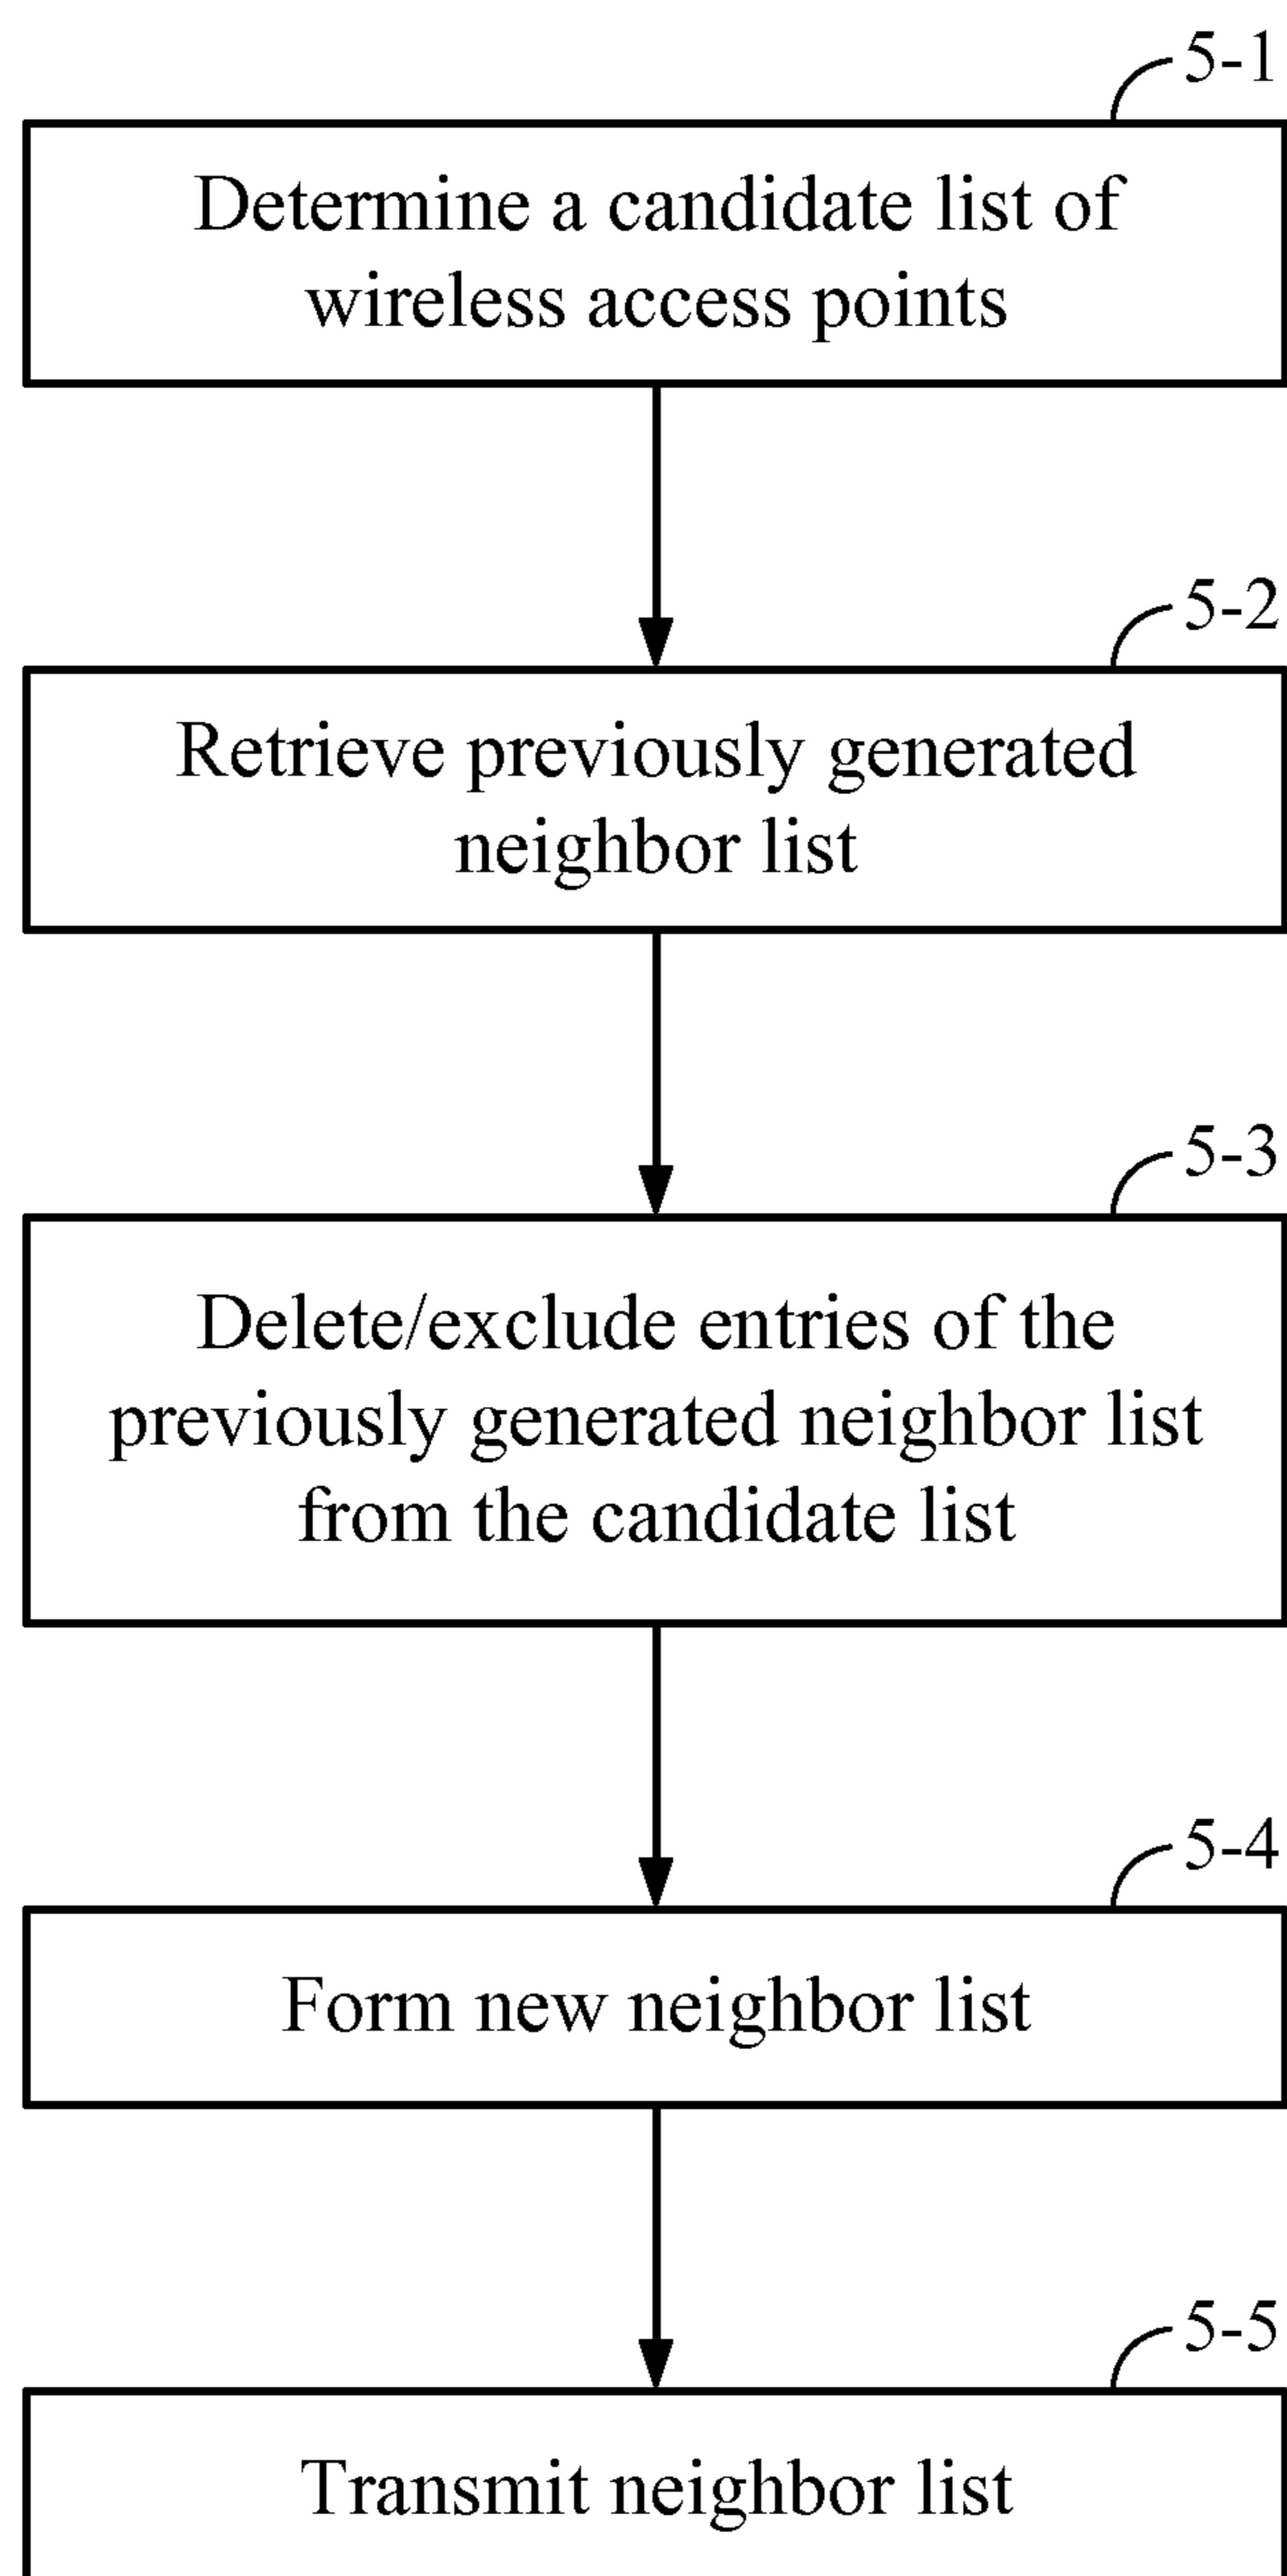 5-1
Determine a candidate list of
wireless access points
5-2
Retrieve previously generated
neighbor list
5-3
Delete/exclude entries of the
previously generated neighbor list
from the candidate list
5-4
Form new neighbor list
5-5
Transmit neighbor list